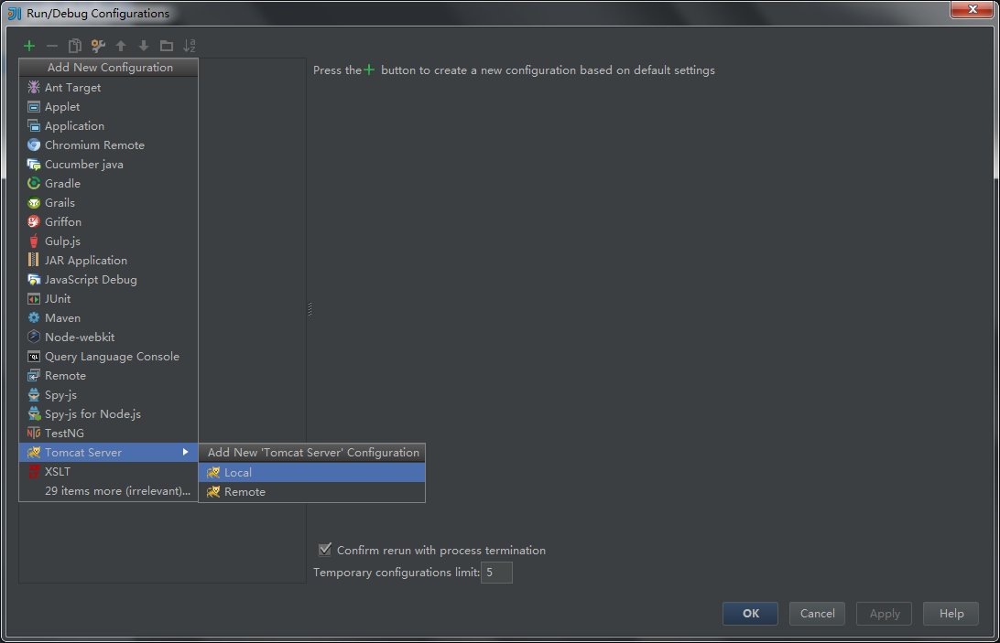 Run/Debug Configurations
Add New Configuration
Press the + button to create a new configuration based on default settings
Ant Target
Applet
Application
Chromium Remote
Cucumber java
Gradle
Grails
Griffon
Gulp.js
JAR Application
JavaScript Debug
JUnit
Maven
Node-webkit
Query Language Console
Remote
Spy-js
Spy-js for Node.js
TestNG
Tomcat Server
Add New 'Tomcat Server' Configuration
XSLT
Local
29 items more (irrelevant)...
Remote
Confirm rerun with process termination
Temporary configurations limit: 5
OK Cancel Apply Help